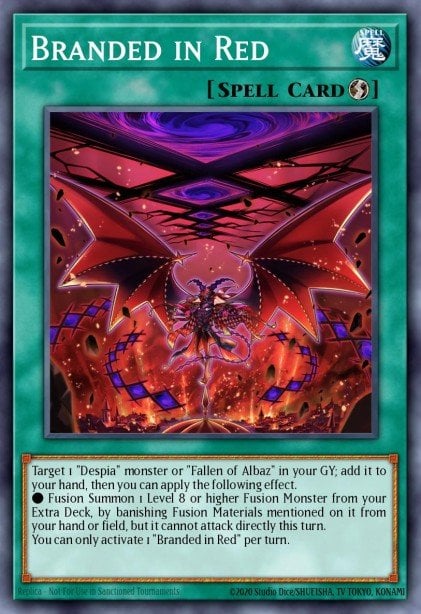 Branded in Red
SPELL
魔
[Spell Card]
Target 1 "Despia" monster or "Fallen of Albaz" in your GY; add it to
your hand, then you can apply the following effect.
● Fusion Summon 1 Level 8 or higher Fusion Monster from your
Extra Deck, by banishing Fusion Materials mentioned on it from
your hand or field, but it cannot attack directly this turn.
You can only activate 1 "Branded in Red" per turn.
Replica - Not For Use in Sanctioned Tournaments ©2020 Studio Dice/SHUEISHA, TV TOKYO, KONAMI